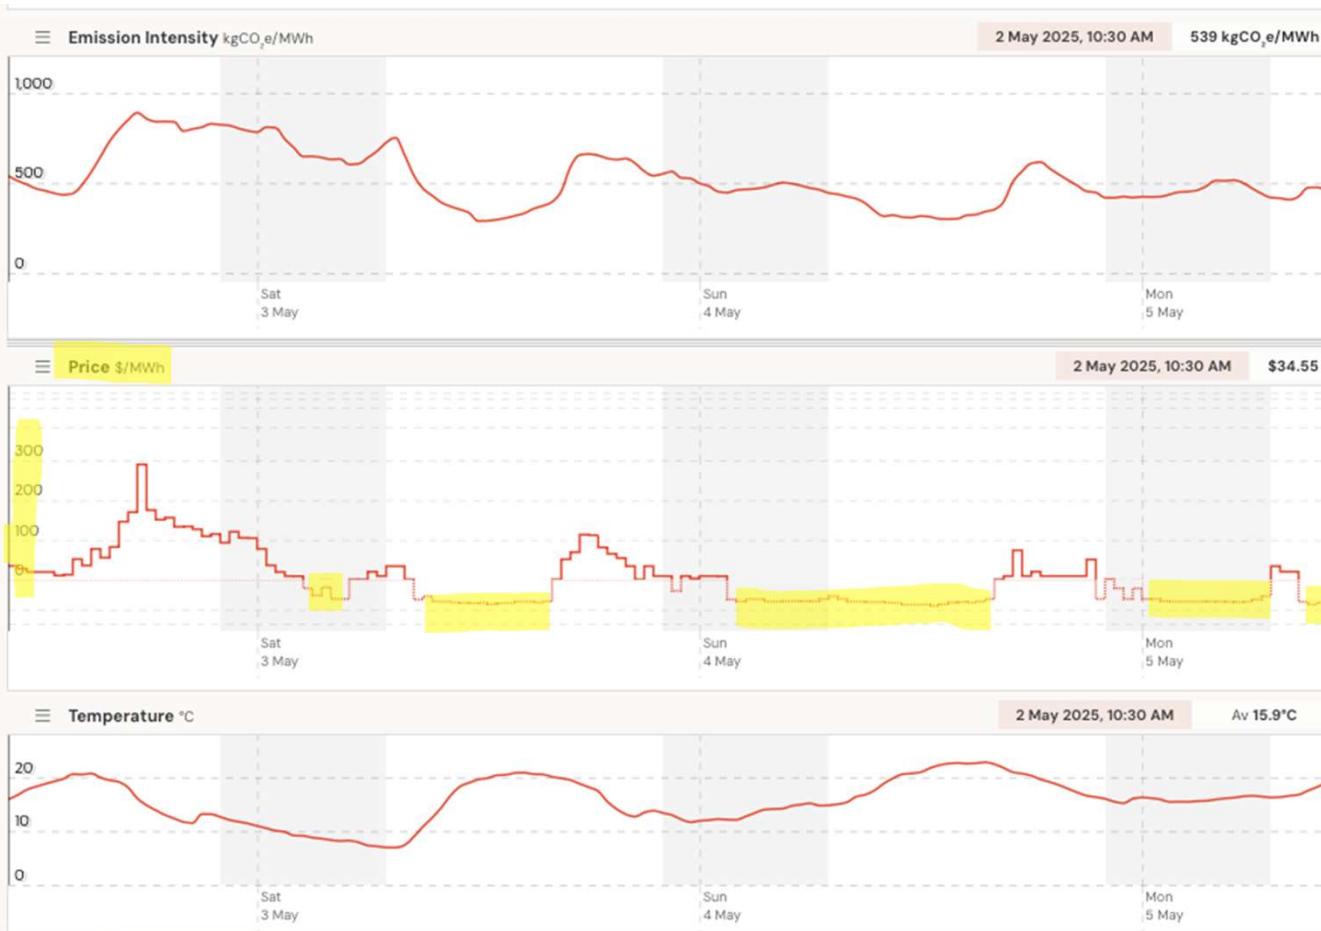 Emission Intensity kgCO₂e/MWh 2 May 2025, 10:30 AM 539 kgCO₂e/MWh
1,000
500
0
Sat Sun Mon
3 May 4 May 5 May
Price $/MWh 2 May 2025, 10:30 AM $34.55
300
200
100
0
Sat Sun Mon
3 May 4 May 5 May
Temperature °C 2 May 2025, 10:30 AM Av 15.9°C
20
10
0
Sat Sun Mon
3 May 4 May 5 May